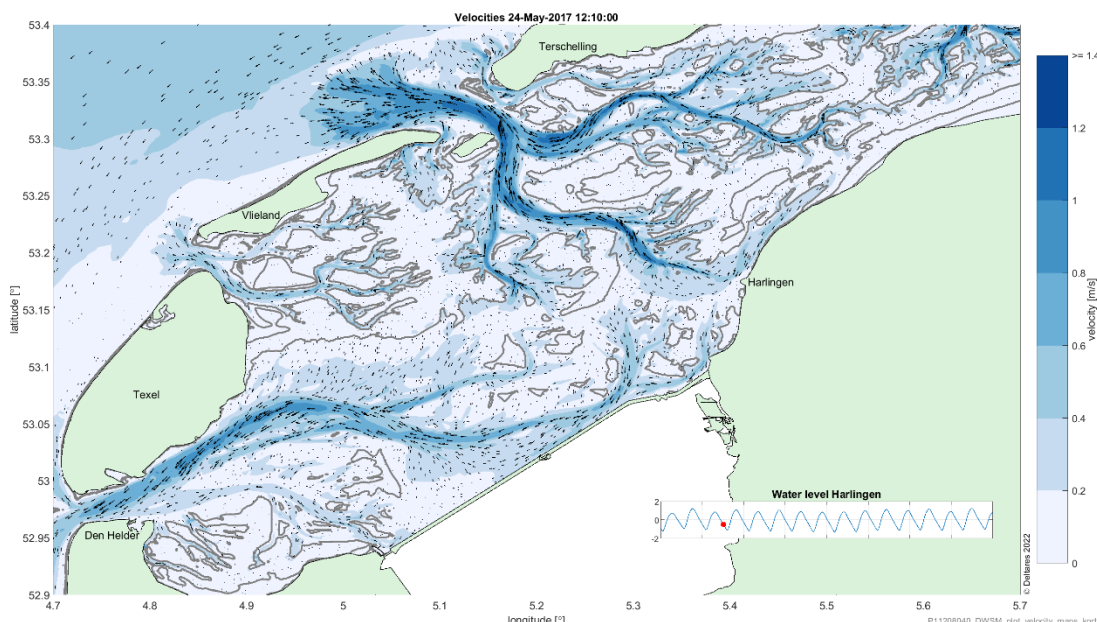 Velocities 24-May-2017 12:10:00
53.4
53.35
53.3
53.25
53.2
53.15
53.1
53.05
53
52.95
52.9
latitude [°]
Terschelling
Vlieland
Harlingen
Texel
Den Helder
Water level Harlingen
2
0
-2
4.7 4.8 4.9 5 5.1 5.2 5.3 5.4 5.5 5.6 5.7
longitude [°]
>= 1.4
1.2
1
0.8
0.6
0.4
0.2
0
velocity [m/s]
© Deltares 2022